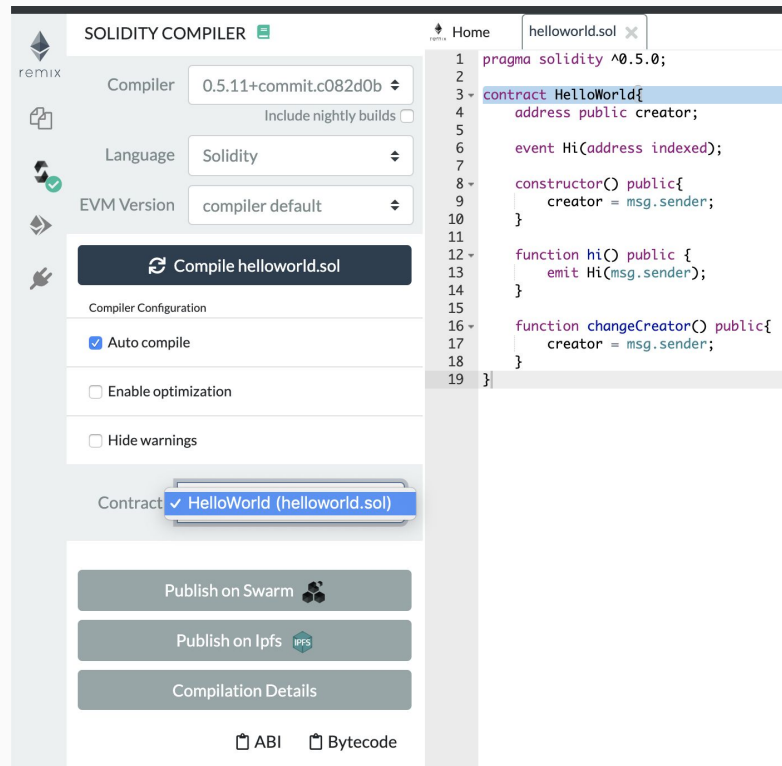 remix
SOLIDITY COMPILER
Compiler
0.5.11+commit.c082d0b
Include nightly builds
Language
Solidity
EVM Version
compiler default
Compile helloworld.sol
Compiler Configuration
Auto compile
Enable optimization
Hide warnings
Contract
✓ HelloWorld (helloworld.sol)
Publish on Swarm
Publish on Ipfs IPFS
Compilation Details
ABI Bytecode
remix Home helloworld.sol
1 pragma solidity ^0.5.0;
2
3 contract HelloWorld{
4     address public creator;
5
6     event Hi(address indexed);
7
8     constructor() public{
9         creator = msg.sender;
10     }
11
12     function hi() public {
13         emit Hi(msg.sender);
14     }
15
16     function changeCreator() public{
17         creator = msg.sender;
18     }
19 }